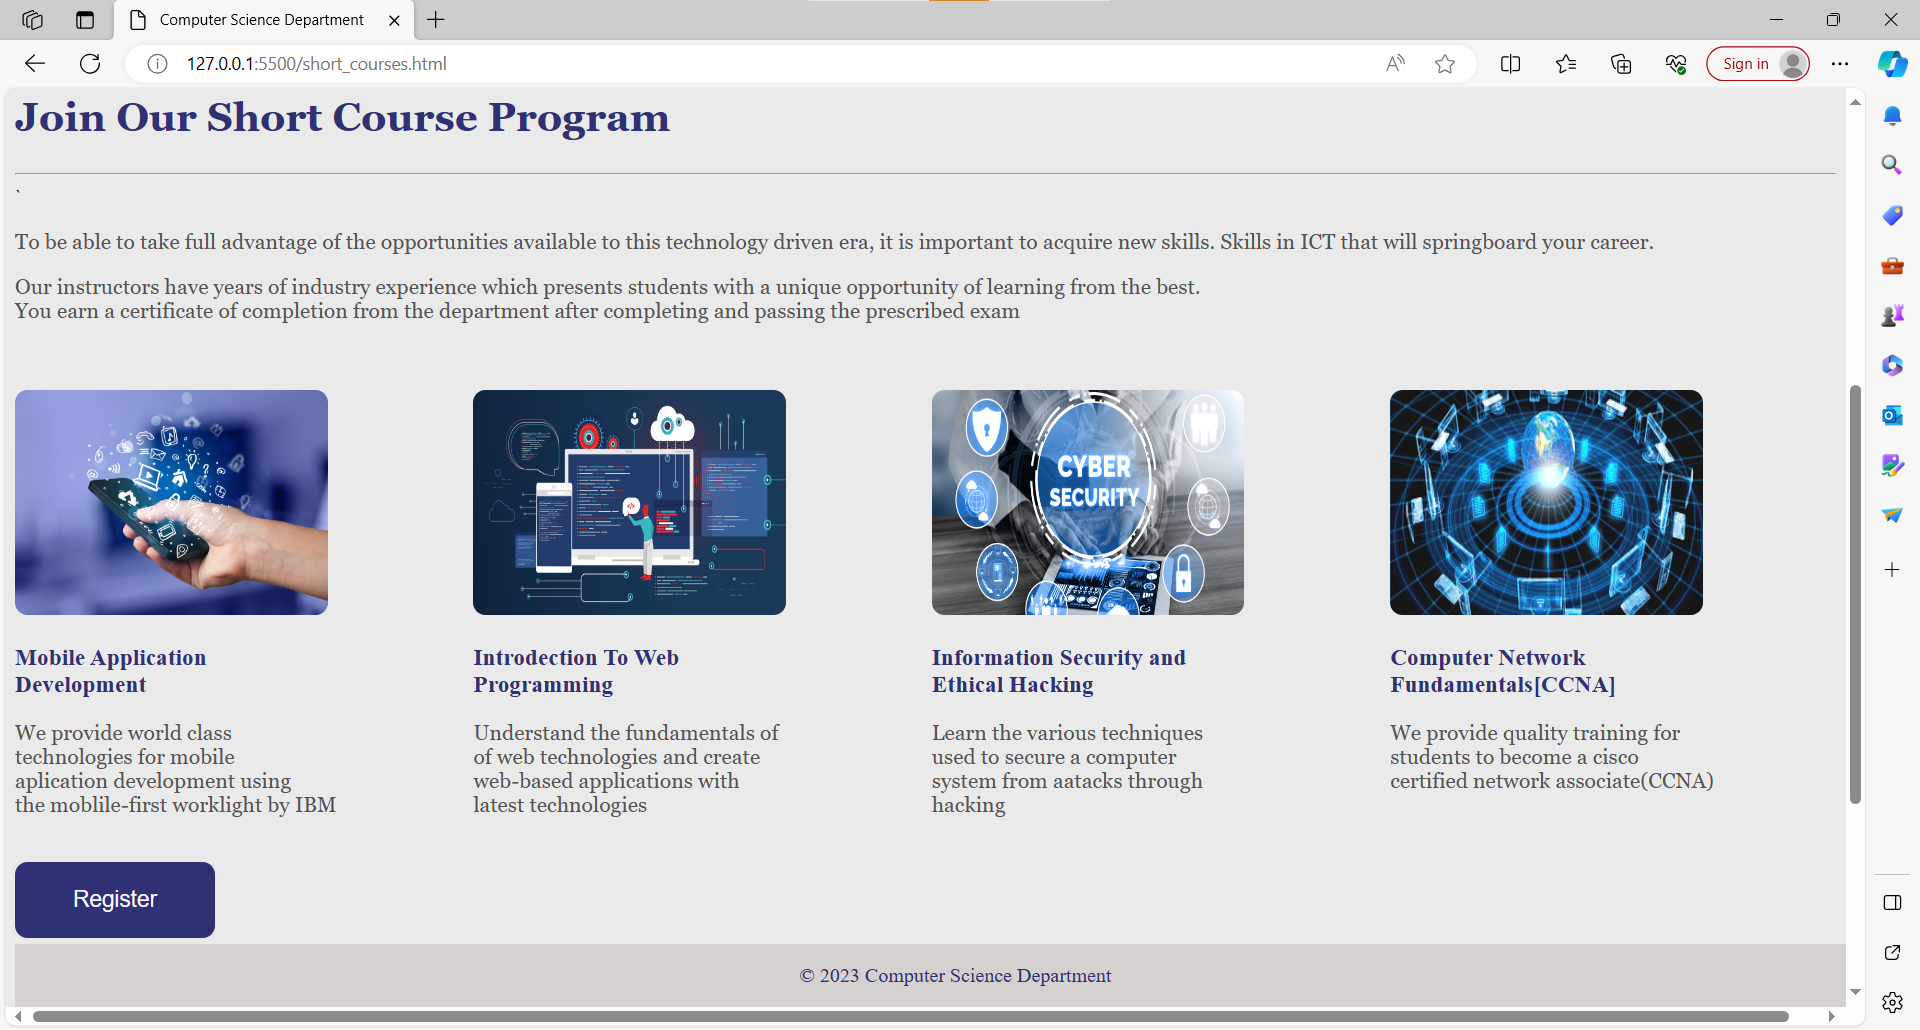 Computer Science Department
127.0.0.1:5500/short_courses.html
Sign in
Join Our Short Course Program
`
To be able to take full advantage of the opportunities available to this technology driven era, it is important to acquire new skills. Skills in ICT that will springboard your career.
Our instructors have years of industry experience which presents students with a unique opportunity of learning from the best.
You earn a certificate of completion from the department after completing and passing the prescribed exam
CYBER
SECURITY
Mobile Application
Development
We provide world class
technologies for mobile
aplication development using
the moblile-first worklight by IBM
Introdection To Web
Programming
Understand the fundamentals of
of web technologies and create
web-based applications with
latest technologies
Information Security and
Ethical Hacking
Learn the various techniques
used to secure a computer
system from aatacks through
hacking
Computer Network
Fundamentals[CCNA]
We provide quality training for
students to become a cisco
certified network associate(CCNA)
Register
© 2023 Computer Science Department